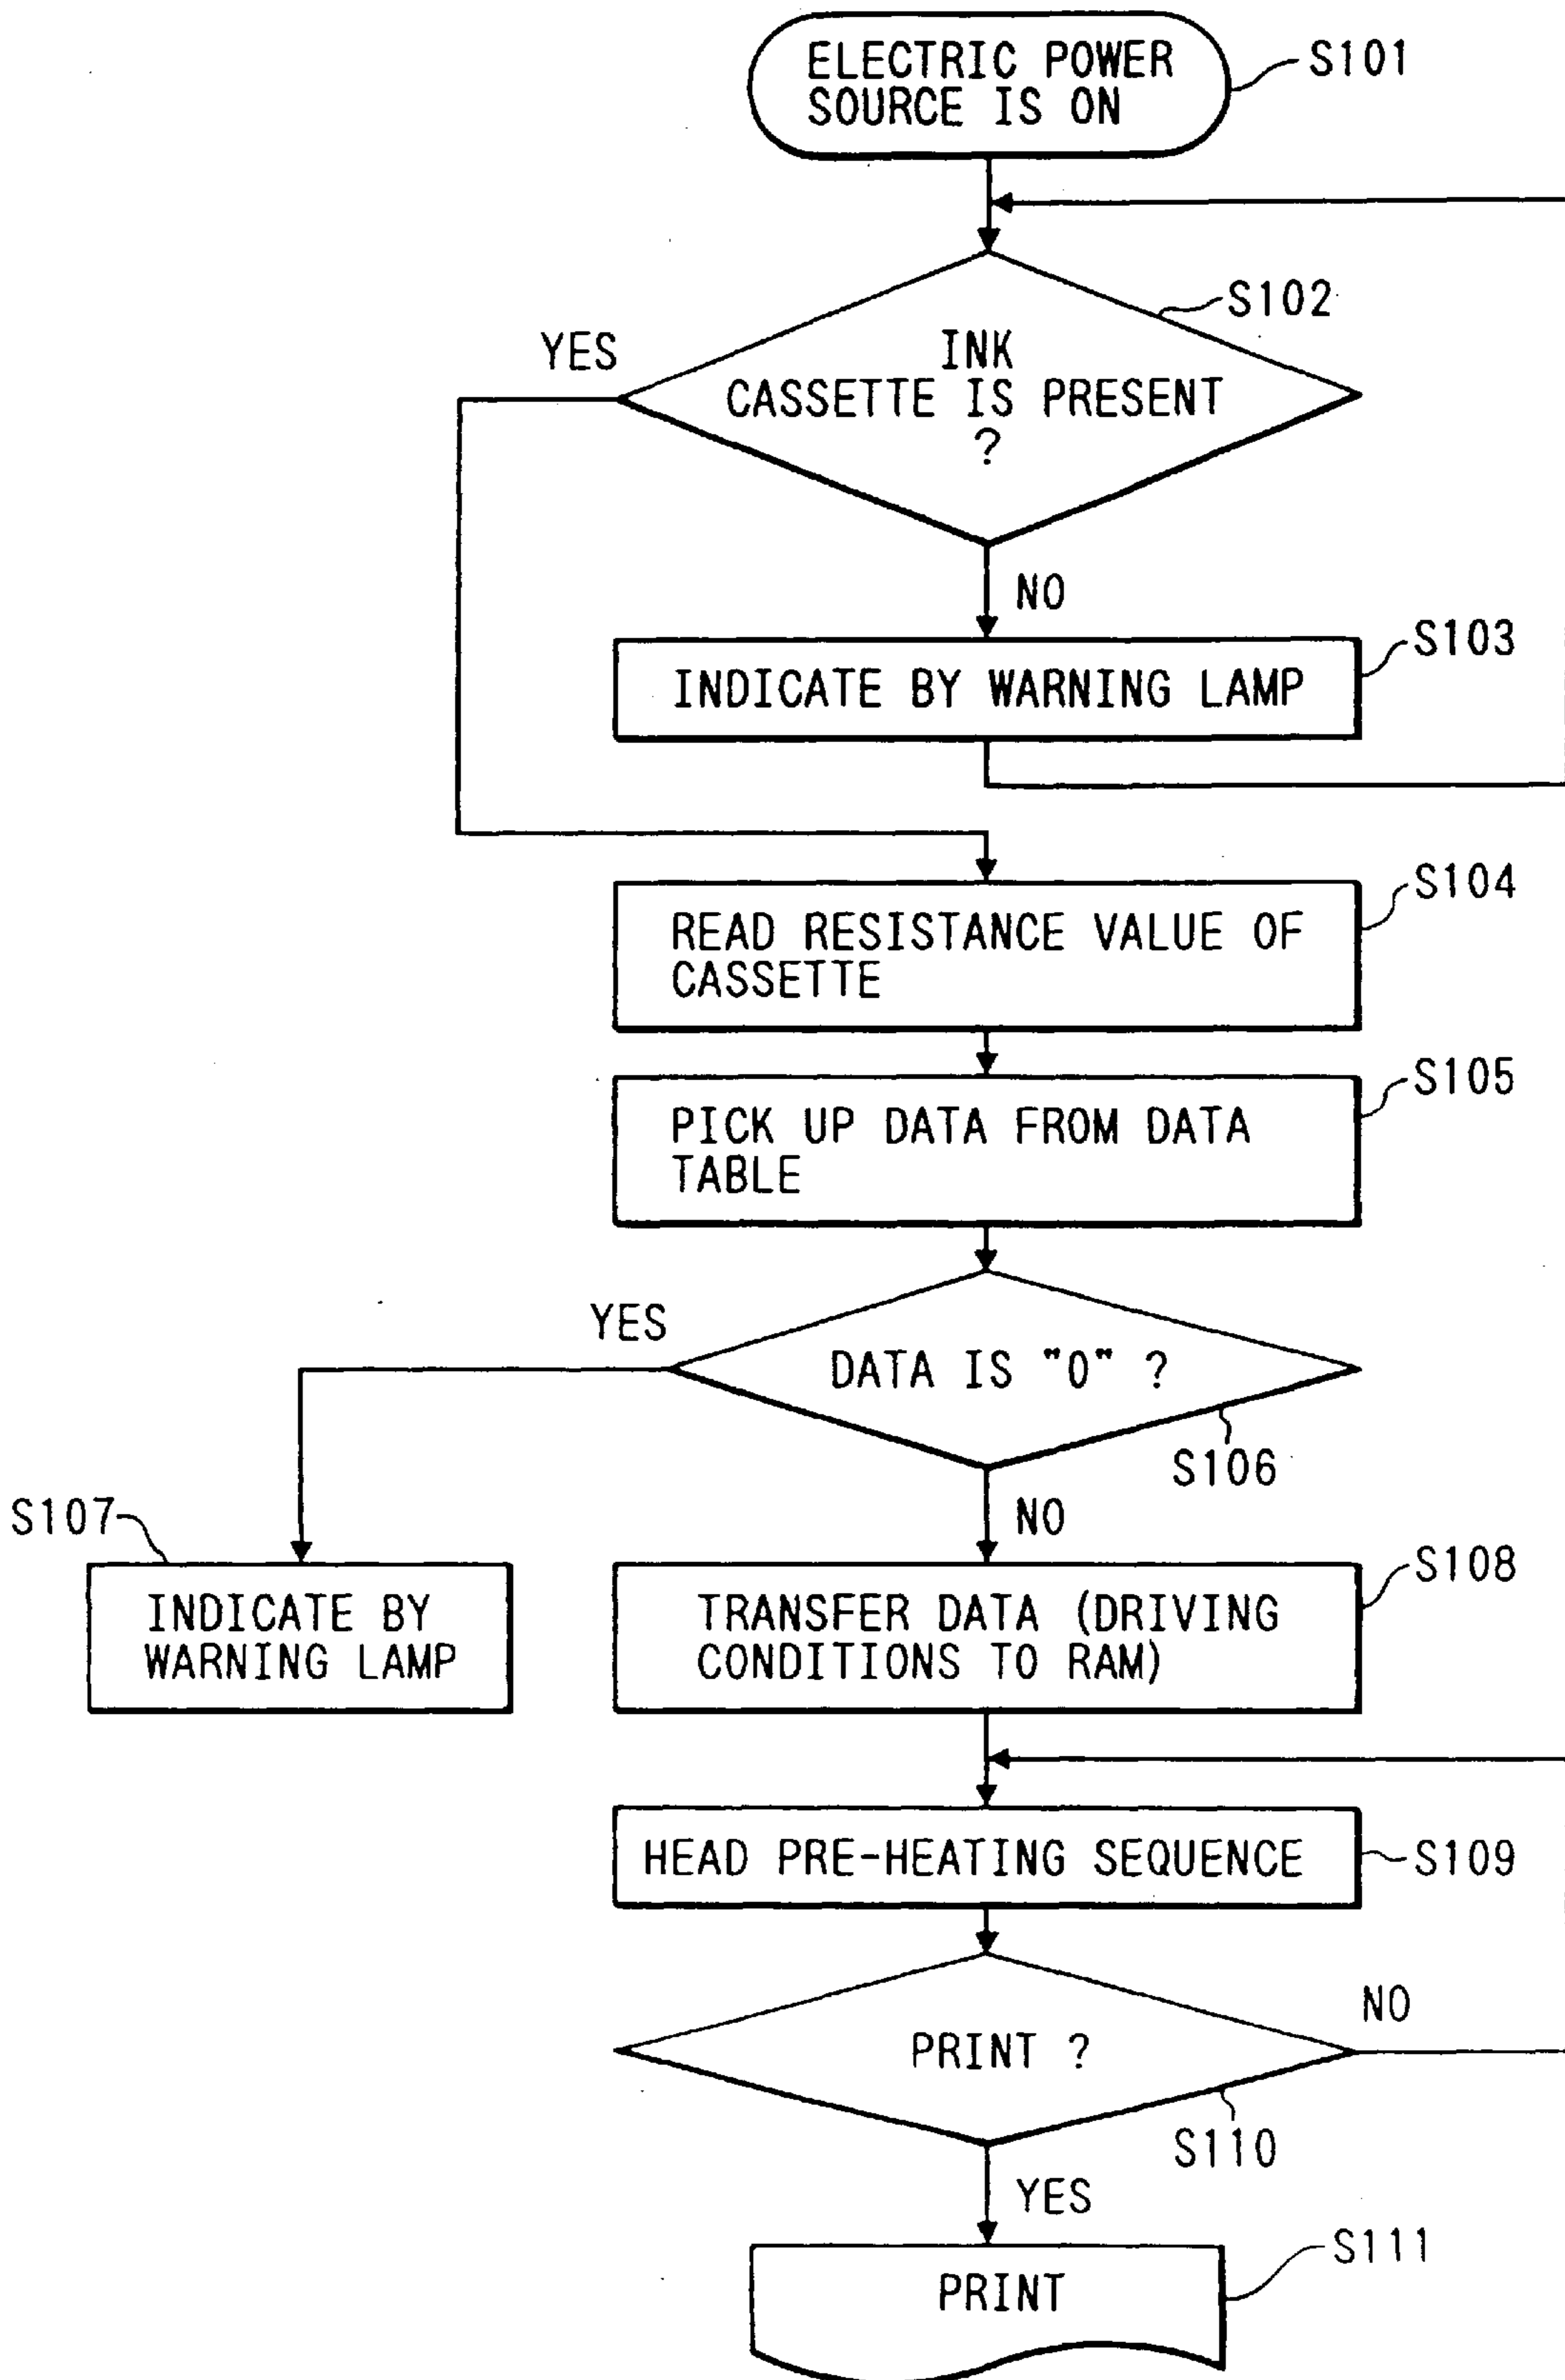 ELECTRIC POWER
SOURCE IS ON
S101
S102
YES
INK
CASSETTE IS PRESENT
?
NO
S103
INDICATE BY WARNING LAMP
S104
READ RESISTANCE VALUE OF
CASSETTE
S105
PICK UP DATA FROM DATA
TABLE
YES
DATA IS "0" ?
S106
NO
S107
INDICATE BY
WARNING LAMP
S108
TRANSFER DATA (DRIVING
CONDITIONS TO RAM)
HEAD PRE-HEATING SEQUENCE
S109
NO
PRINT ?
S110
YES
S111
PRINT